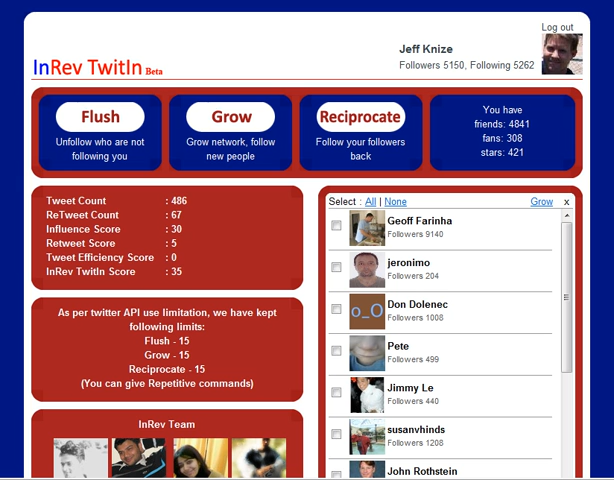 Log out
Jeff Knize
Followers 5150, Following 5262
InRev TwitIn Beta
Flush
Unfollow who are not
following you
Grow
Grow network, follow
new people
Reciprocate
Follow your followers
back
You have
friends: 4841
fans: 308
stars: 421
Tweet Count : 486
ReTweet Count : 67
Influence Score : 30
Retweet Score : 5
Tweet Efficiency Score : 0
InRev TwitIn Score : 35
As per twitter API use limitation, we have kept
following limits:
Flush - 15
Grow - 15
Reciprocate - 15
(You can give Repetitive commands)
InRev Team
Select : All | None Grow x
Geoff Farinha
Followers 9140
jeronimo
Followers 204
o_O
Don Dolenec
Followers 1008
Pete
Followers 499
Jimmy Le
Followers 440
susanvhinds
Followers 1208
John Rothstein